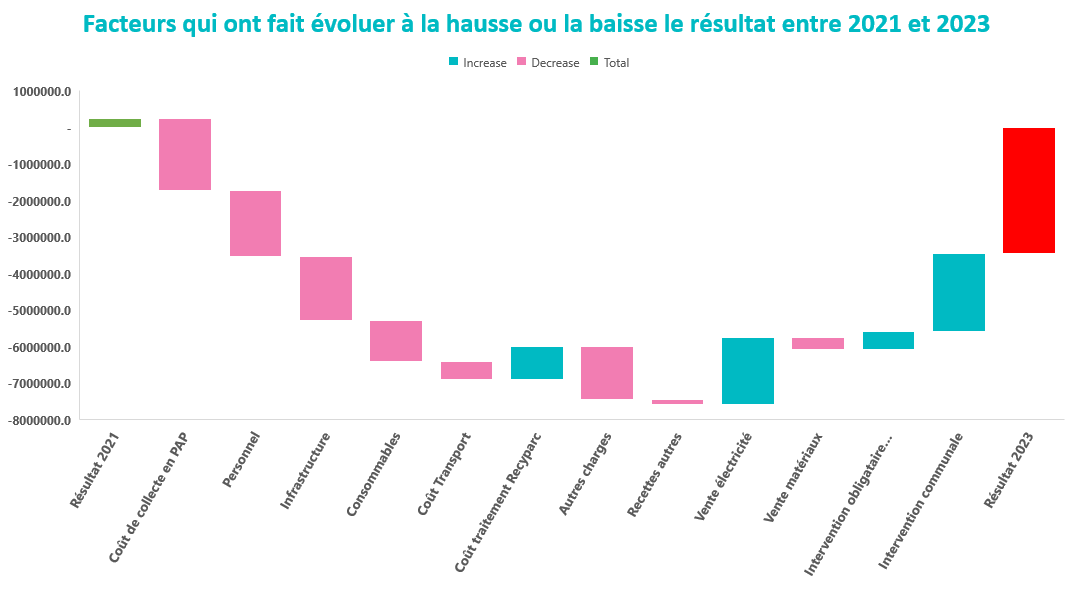 Facteurs qui ont fait évoluer à la hausse ou la baisse le résultat entre 2021 et 2023
Increase Decrease Total
1000000.0
-
-1000000.0
-2000000.0
-3000000.0
-4000000.0
-5000000.0
-6000000.0
-7000000.0
-8000000.0
Résultat 2021
Coût de collecte en PAP
Personnel
Infrastructure
Consommables
Coût Transport
Coût traitement Recyparc
Autres charges
Recettes autres
Vente électricité
Vente matériaux
Intervention obligataire...
Intervention communale
Résultat 2023